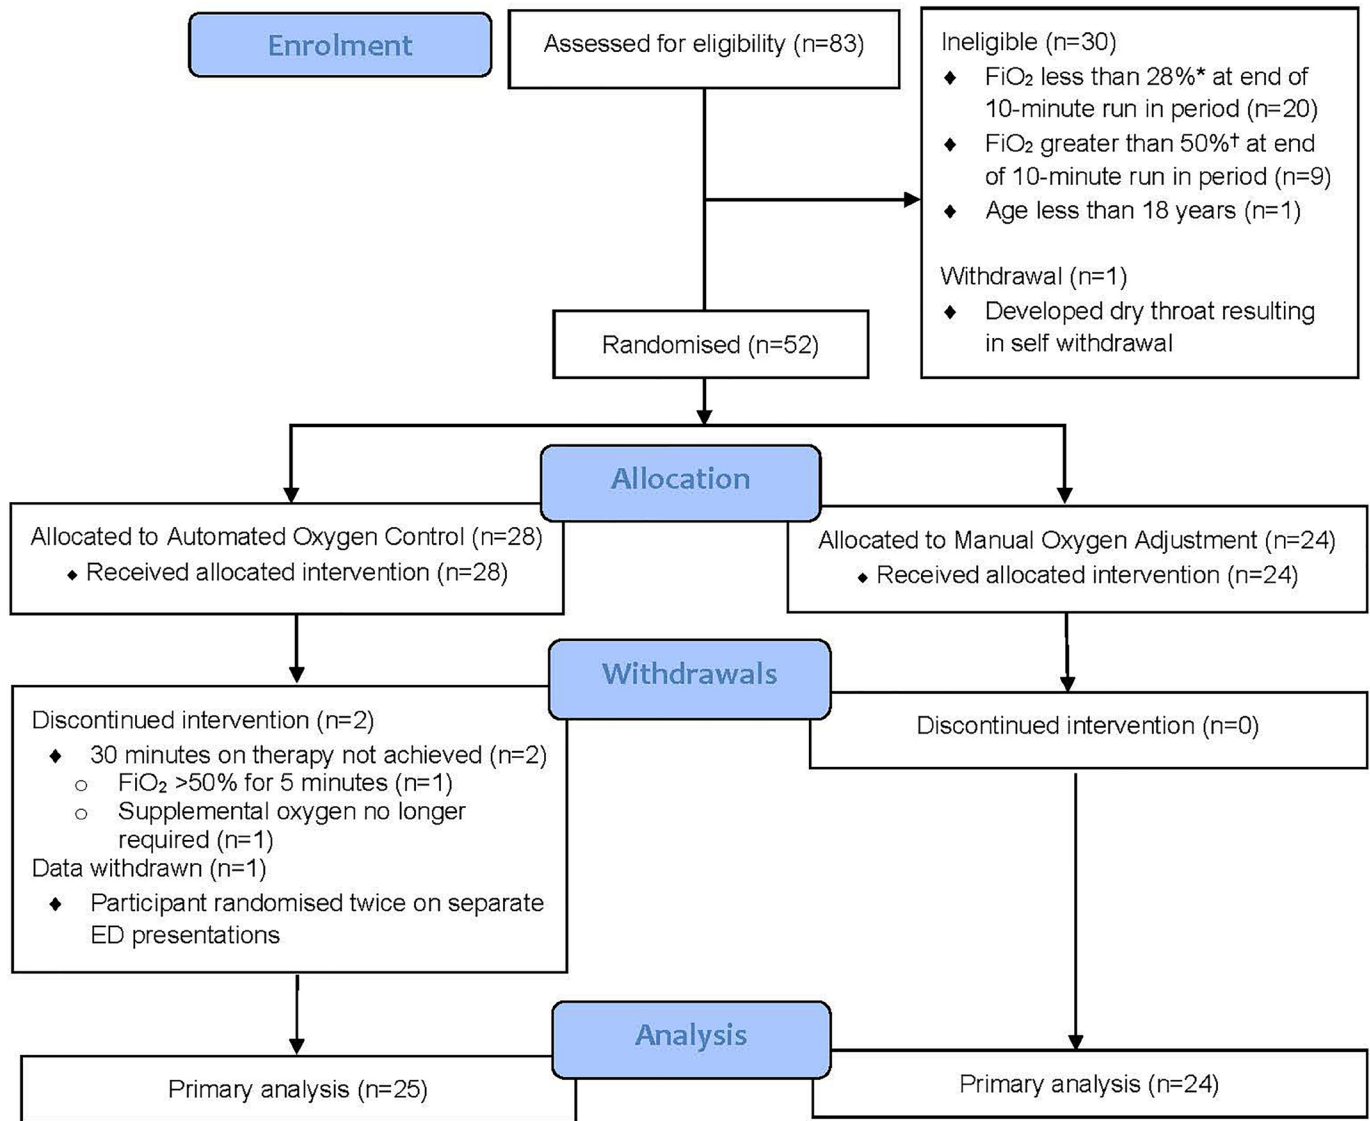 Enrolment
Assessed for eligibility (n=83)
Ineligible (n=30)
♦ FiO₂ less than 28%* at end of
10-minute run in period (n=20)
♦ FiO₂ greater than 50%† at end
of 10-minute run in period (n=9)
♦ Age less than 18 years (n=1)
Withdrawal (n=1)
♦ Developed dry throat resulting
in self withdrawal
Randomised (n=52)
Allocation
Allocated to Automated Oxygen Control (n=28)
♦ Received allocated intervention (n=28)
Allocated to Manual Oxygen Adjustment (n=24)
♦ Received allocated intervention (n=24)
Withdrawals
Discontinued intervention (n=2)
♦ 30 minutes on therapy not achieved (n=2)
○ FiO₂ >50% for 5 minutes (n=1)
○ Supplemental oxygen no longer
required (n=1)
Data withdrawn (n=1)
♦ Participant randomised twice on separate
ED presentations
Discontinued intervention (n=0)
Analysis
Primary analysis (n=25)
Primary analysis (n=24)